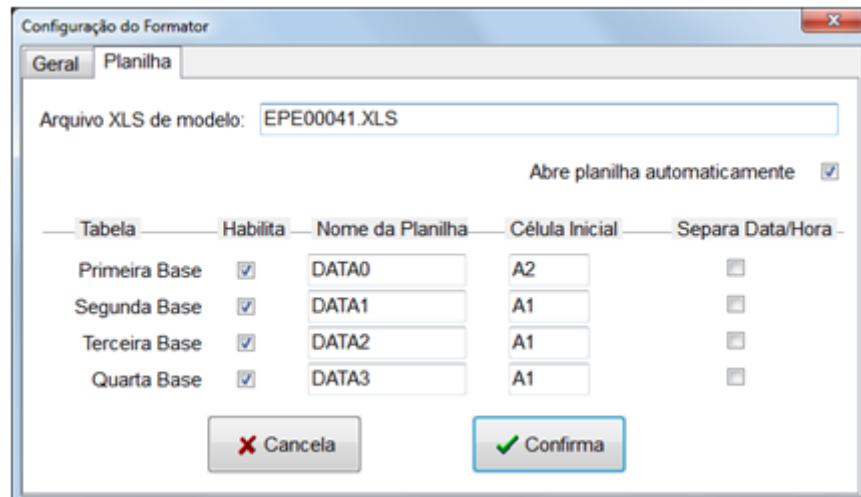 Configuração do Formator
Geral Planilha
Arquivo XLS de modelo: EPE00041.XLS
Abre planilha automaticamente
Tabela Habilita Nome da Planilha Célula Inicial Separa Data/Hora
Primeira Base DATA0 A2
Segunda Base DATA1 A1
Terceira Base DATA2 A1
Quarta Base DATA3 A1
Cancela Confirma